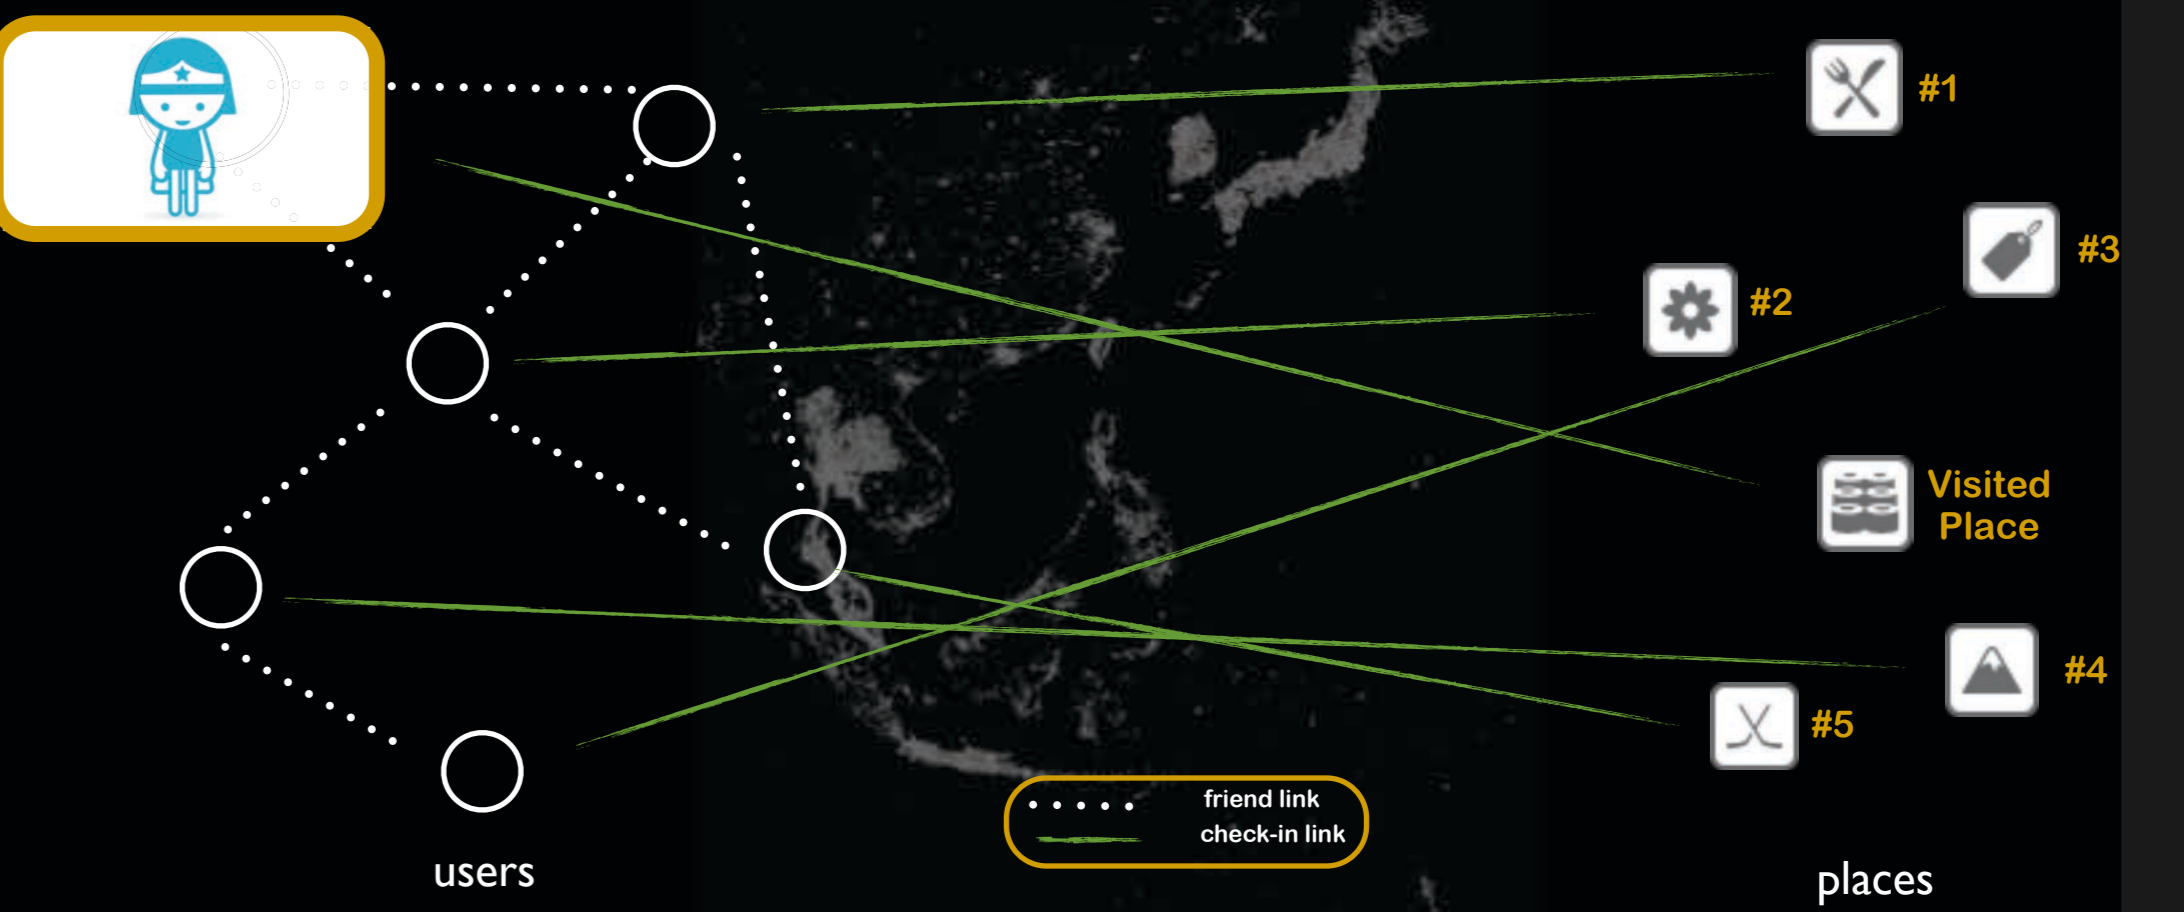 #1
#3
#2
Visited
Place
#4
#5
friend link
check-in link
users
places